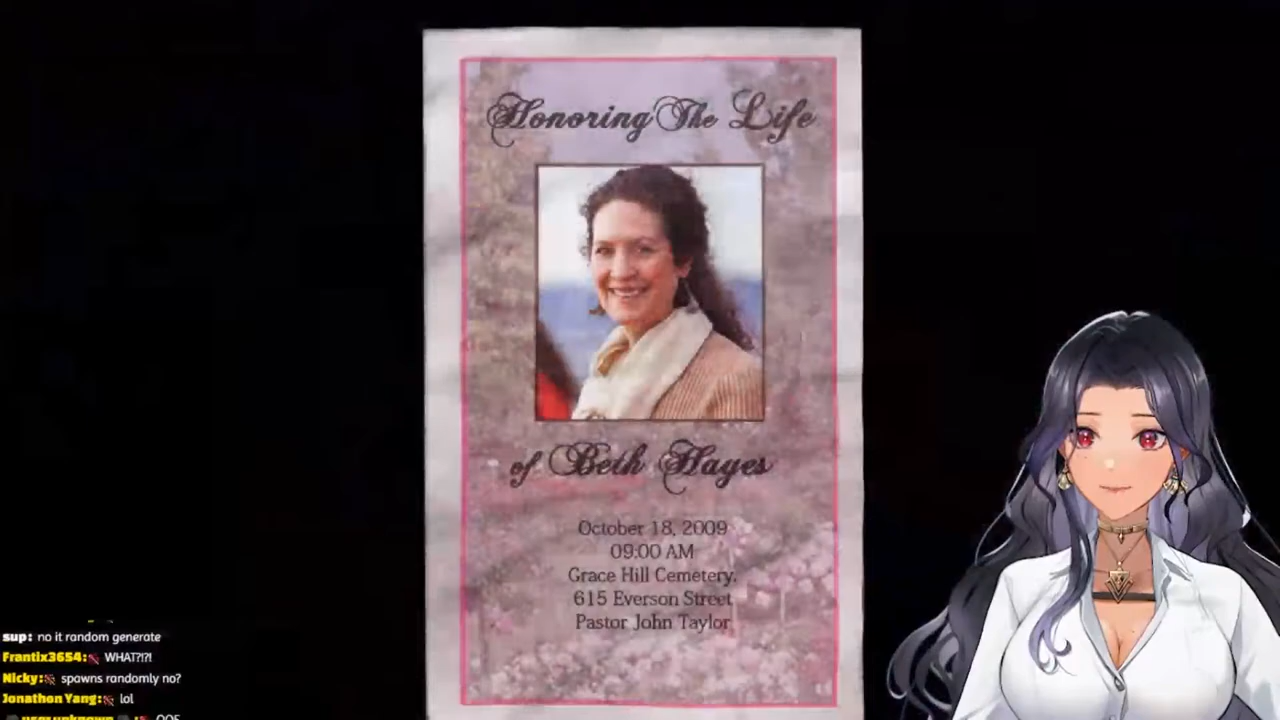 Honoring The Life
of Beth Hayes
October 18, 2009
09:00 AM
Grace Hill Cemetery.
615 Everson Street
Pastor John Taylor
sup: no it random generate
Frantix3654: WHAT?!?!
Nicky: spawns randomly no?
Jonathon Yang: lol